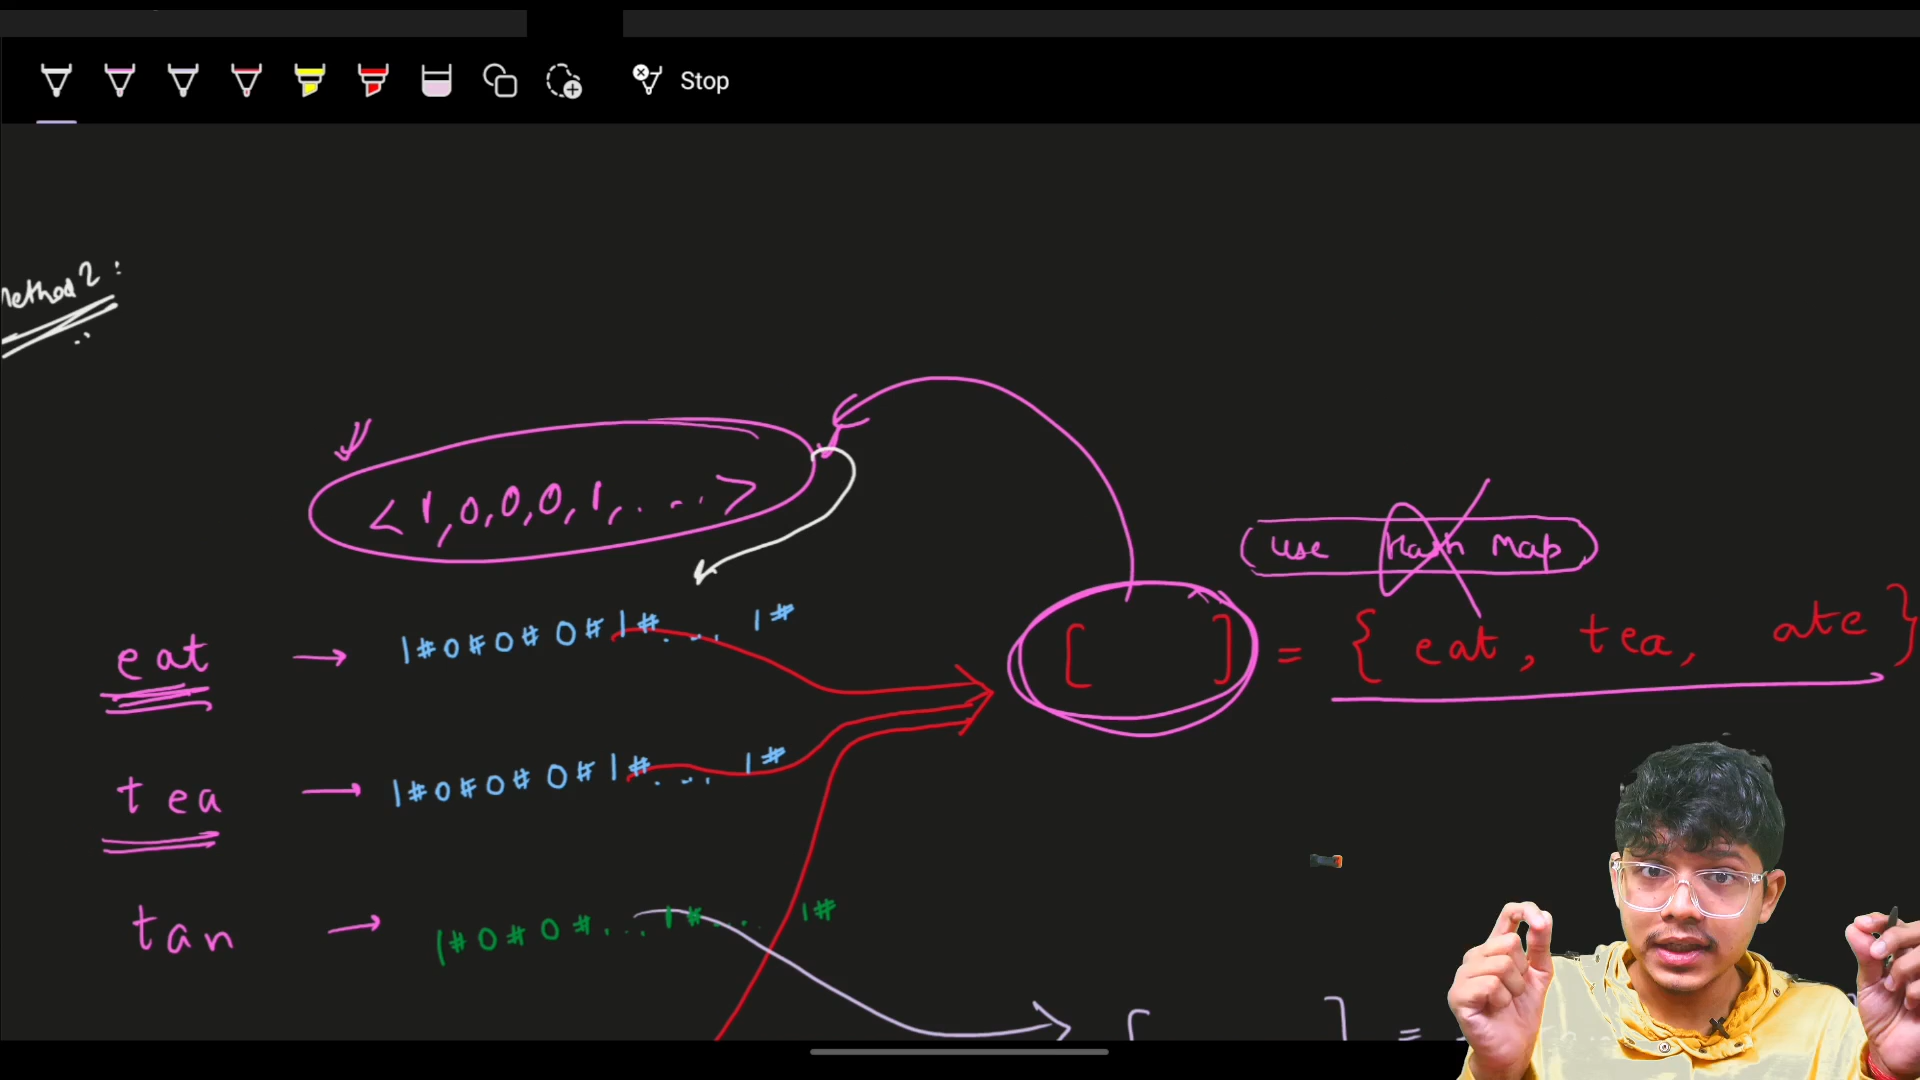 Stop
Method 2 :
<1,0,0,0,1,....>
use Hash Map
eat → 1#0#0#0#1#... 1#
[ ] = { eat, tea, ate }
tea → 1#0#0#0#1#... 1#
tan → 1#0#0#...1#... 1#
[ ] =